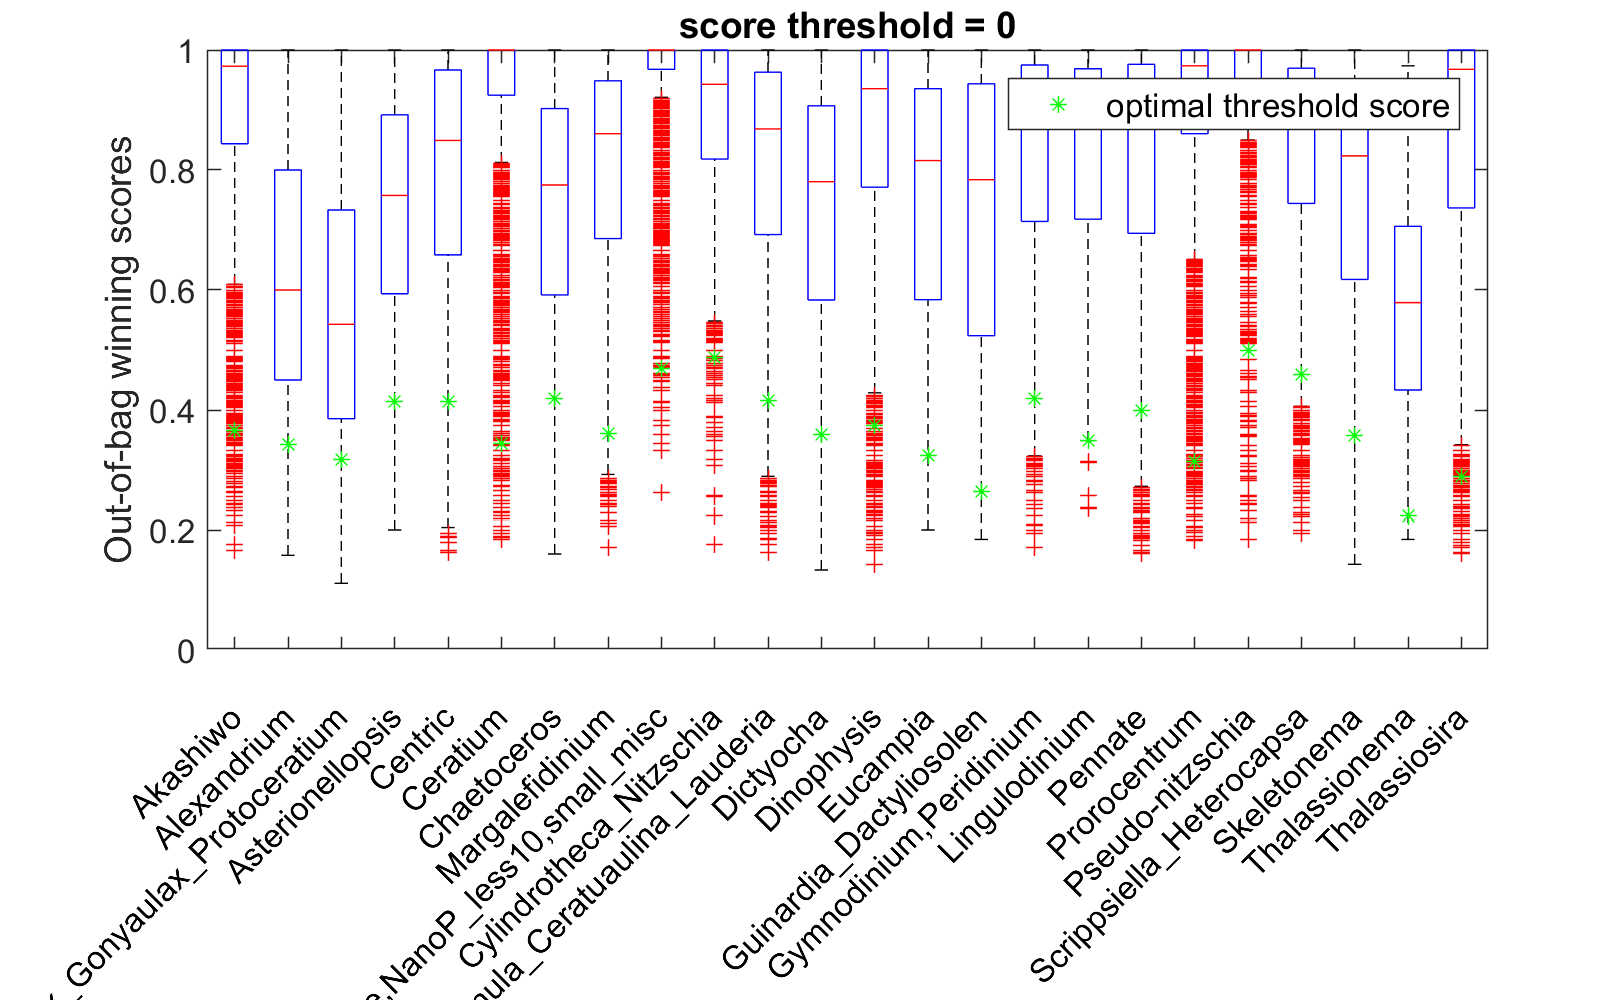 score threshold = 0
optimal threshold score
Out-of-bag winning scores
1
0.8
0.6
0.4
0.2
0
Akashiwo
Alexandrium
_Gonyaulax_Protoceratium
Asterionellopsis
Centric
Ceratium
Chaetoceros
Margalefidinium
,NanoP_less10,small_misc
Cylindrotheca_Nitzschia
_Ceratuaulina_Lauderia
Dictyocha
Dinophysis
Eucampia
Guinardia_Dactyliosolen
Gymnodinium,Peridinium
Lingulodinium
Pennate
Prorocentrum
Pseudo-nitzschia
Scrippsiella_Heterocapsa
Skeletonema
Thalassionema
Thalassiosira